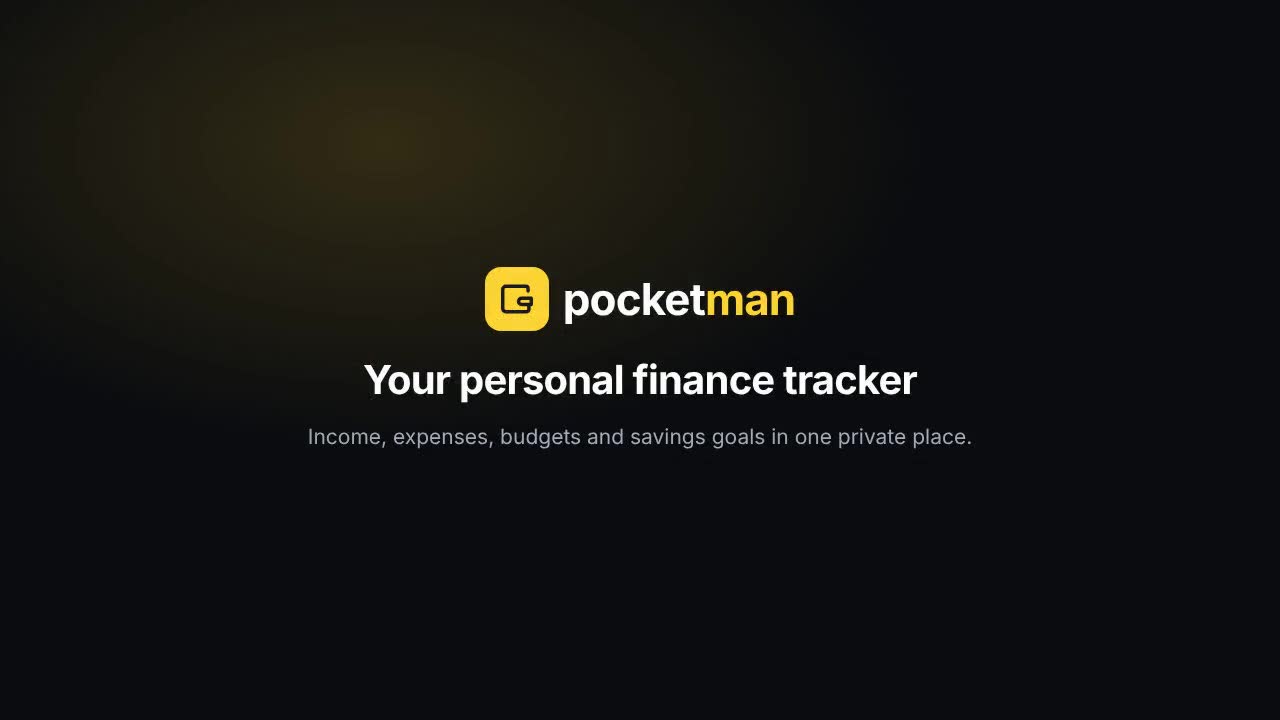 pocketman
Your personal finance tracker
Income, expenses, budgets and savings goals in one private place.